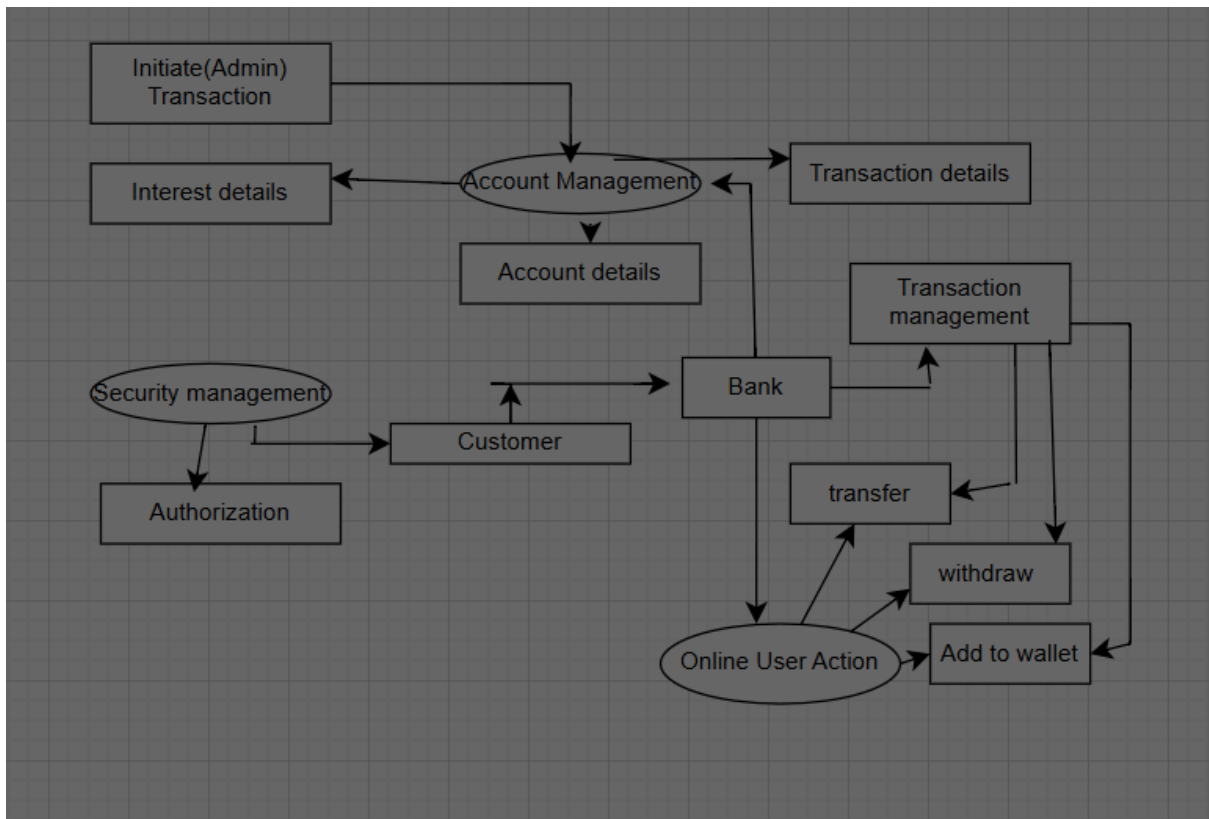 Initiate(Admin)
Transaction
Interest details
Account Management
Transaction details
Account details
Transaction
management
Security management
Customer
Bank
Authorization
transfer
withdraw
Online User Action
Add to wallet